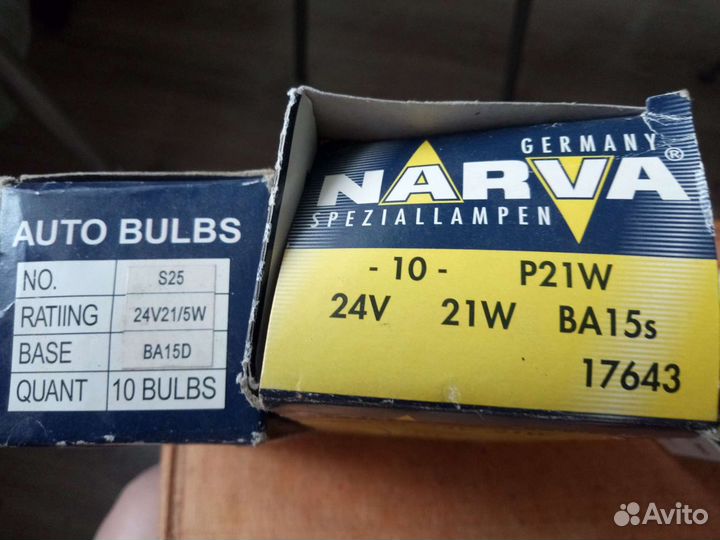 AUTO BULBS
NO. S25
RATIING 24V21/5W
BASE BA15D
QUANT 10 BULBS
GERMANY
NARVA®
SPEZIALLAMPEN
- 10 - P21W
24V 21W BA15s
17643
Avito